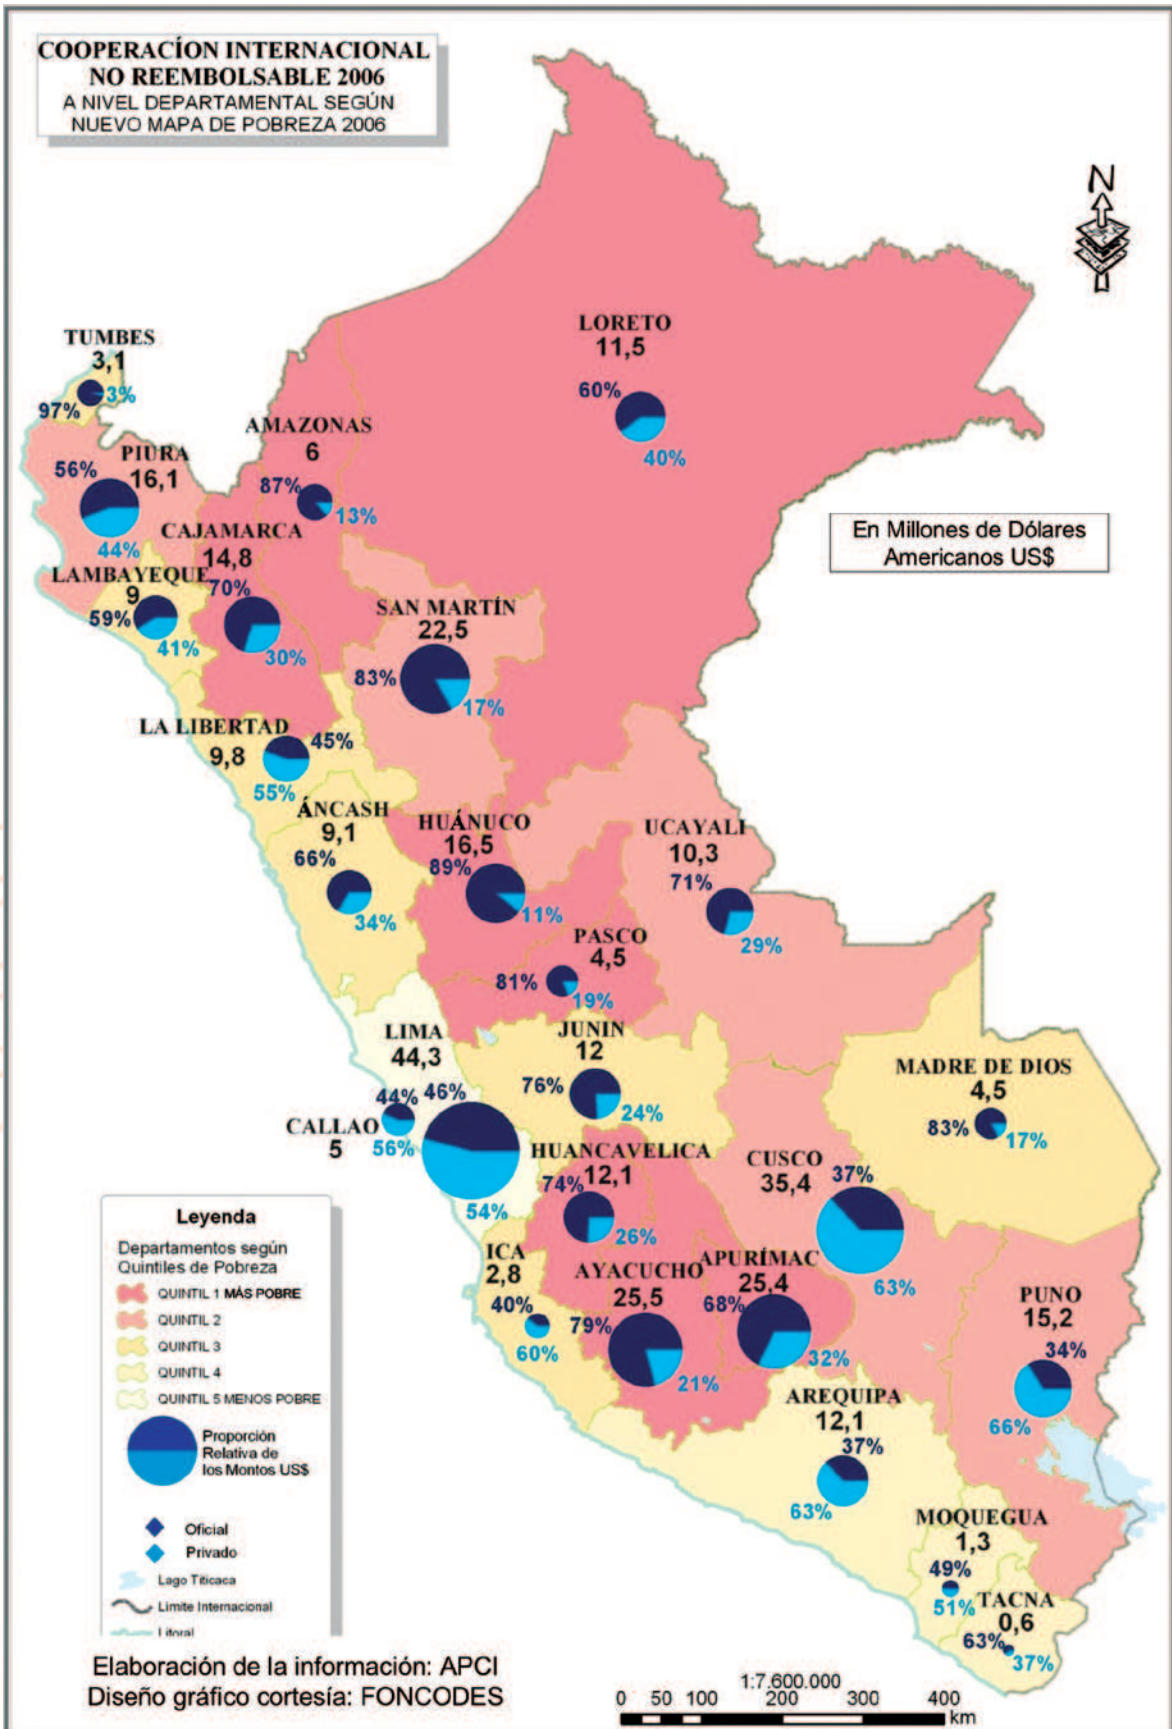 COOPERACÍON INTERNACIONAL
NO REEMBOLSABLE 2006
A NIVEL DEPARTAMENTAL SEGÚN
NUEVO MAPA DE POBREZA 2006
N
TUMBES
3,1
97%
3%
LORETO
11,5
60%
40%
AMAZONAS
6
87%
13%
PIURA
16,1
56%
44%
CAJAMARCA
14,8
70%
30%
En Millones de Dólares
Americanos US$
LAMBAYEQUE
9
59%
41%
SAN MARTÍN
22,5
83%
17%
LA LIBERTAD
9,8
45%
55%
ÁNCASH
9,1
66%
34%
HUÁNUCO
16,5
89%
11%
UCAYALI
10,3
71%
29%
PASCO
4,5
81%
19%
LIMA
44,3
46%
54%
CALLAO
5
44%
56%
JUNIN
12
76%
24%
MADRE DE DIOS
4,5
83%
17%
HUANCAVELICA
12,1
74%
26%
CUSCO
35,4
37%
63%
ICA
2,8
40%
60%
AYACUCHO
25,5
79%
21%
APURÍMAC
25,4
68%
32%
PUNO
15,2
34%
66%
AREQUIPA
12,1
37%
63%
MOQUEGUA
1,3
49%
51%
TACNA
0,6
63%
37%
Leyenda
Departamentos según
Quintiles de Pobreza
QUINTIL 1 MÁS POBRE
QUINTIL 2
QUINTIL 3
QUINTIL 4
QUINTIL 5 MENOS POBRE
Proporción
Relativa de
los Montos US$
Oficial
Privado
Lago Titicaca
Limite Internacional
Litoral
Elaboración de la información: APCI
Diseño gráfico cortesía: FONCODES
1:7.600.000
0 50 100 200 300 400
km